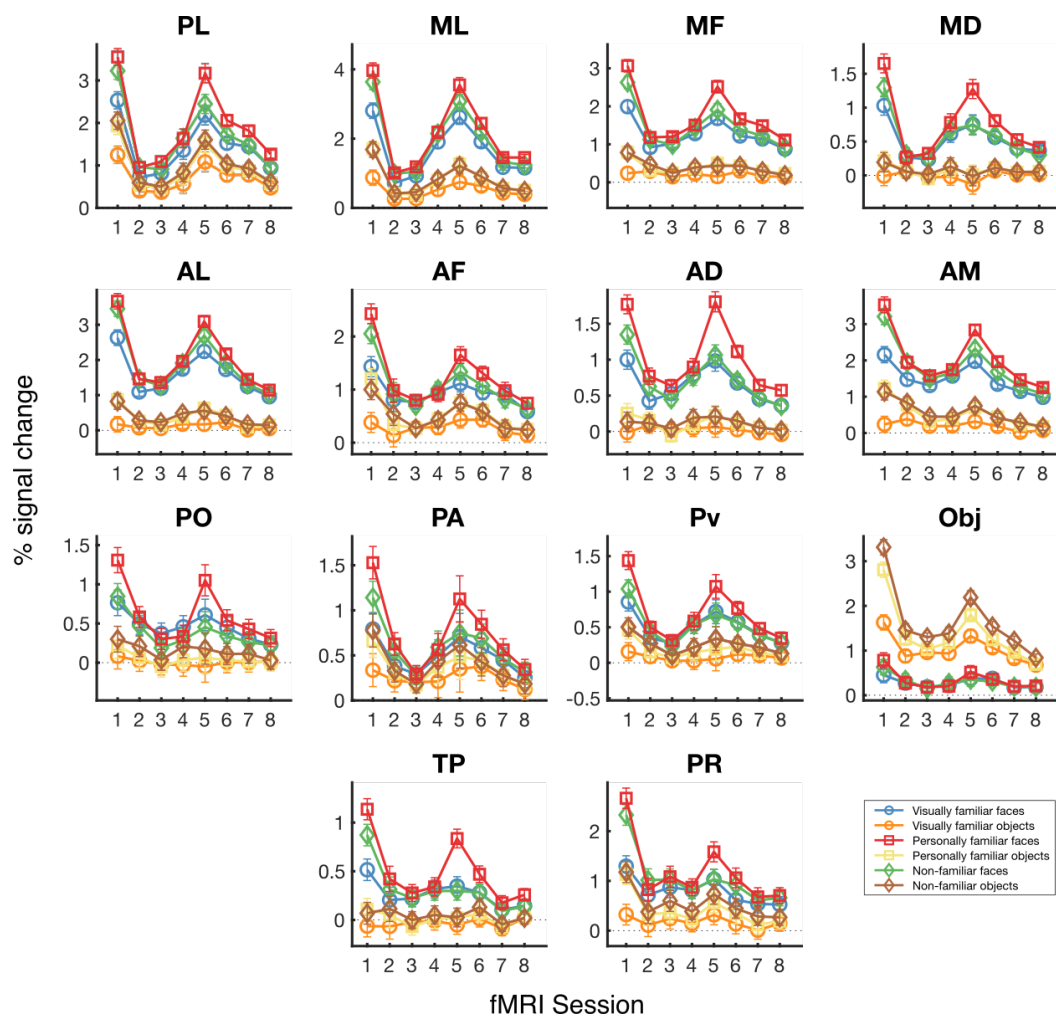 PL ML MF MD
3 2 1 0
4 2 0
3 2 1 0
1.5 1 0.5 0
1 2 3 4 5 6 7 8 1 2 3 4 5 6 7 8 1 2 3 4 5 6 7 8 1 2 3 4 5 6 7 8
AL AF AD AM
3 2 1 0
2 1 0
1.5 1 0.5 0
3 2 1 0
1 2 3 4 5 6 7 8 1 2 3 4 5 6 7 8 1 2 3 4 5 6 7 8 1 2 3 4 5 6 7 8
% signal change
PO PA Pv Obj
1.5 1 0.5 0
1.5 1 0.5 0
1.5 1 0.5 0 -0.5
3 2 1 0
1 2 3 4 5 6 7 8 1 2 3 4 5 6 7 8 1 2 3 4 5 6 7 8 1 2 3 4 5 6 7 8
TP PR
1 0.5 0
2 1 0
1 2 3 4 5 6 7 8 1 2 3 4 5 6 7 8
Visually familiar faces
Visually familiar objects
Personally familiar faces
Personally familiar objects
Non-familiar faces
Non-familiar objects
fMRI Session